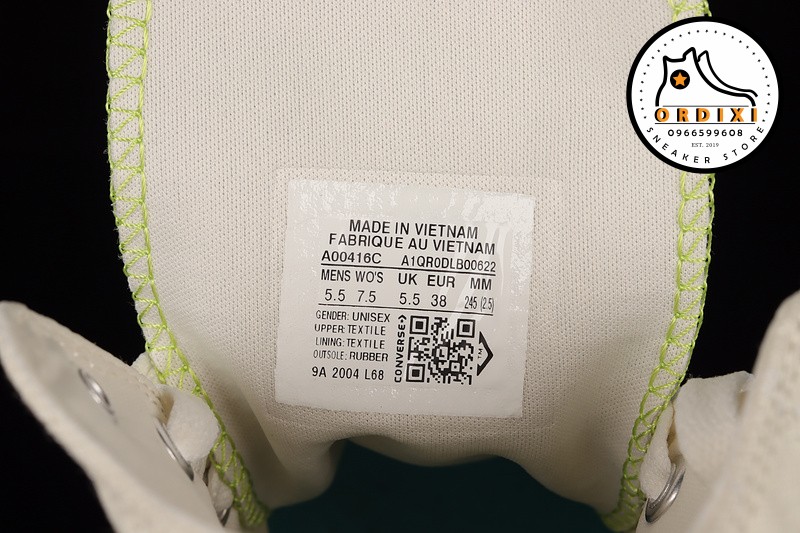 ORDIXI
0966599608
EST. 2019
SNEAKER STORE
MADE IN VIETNAM
FABRIQUE AU VIETNAM
A00416C A1QR0DLB00622
MENS WO'S UK EUR MM
5.5 7.5 5.5 38 245 (2.5)
GENDER: UNISEX
UPPER: TEXTILE
LINING: TEXTILE
OUTSOLE: RUBBER
9A 2004 L68
CONVERSE
TM